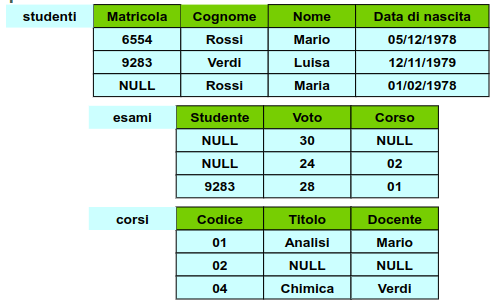 studenti Matricola Cognome Nome Data di nascita
6554 Rossi Mario 05/12/1978
9283 Verdi Luisa 12/11/1979
NULL Rossi Maria 01/02/1978
esami Studente Voto Corso
NULL 30 NULL
NULL 24 02
9283 28 01
corsi Codice Titolo Docente
01 Analisi Mario
02 NULL NULL
04 Chimica Verdi